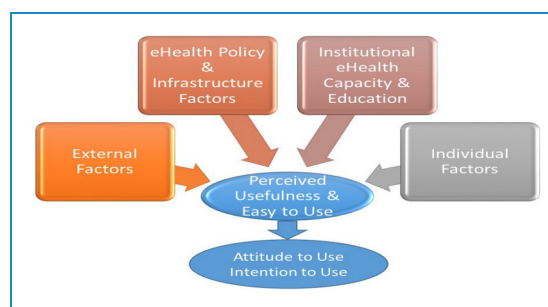 eHealth Policy
&
Infrastructure
Factors
Institutional
eHealth
Capacity &
Education
External
Factors
Individual
Factors
Perceived
Usefulness &
Easy to Use
Attitude to Use
Intention to Use